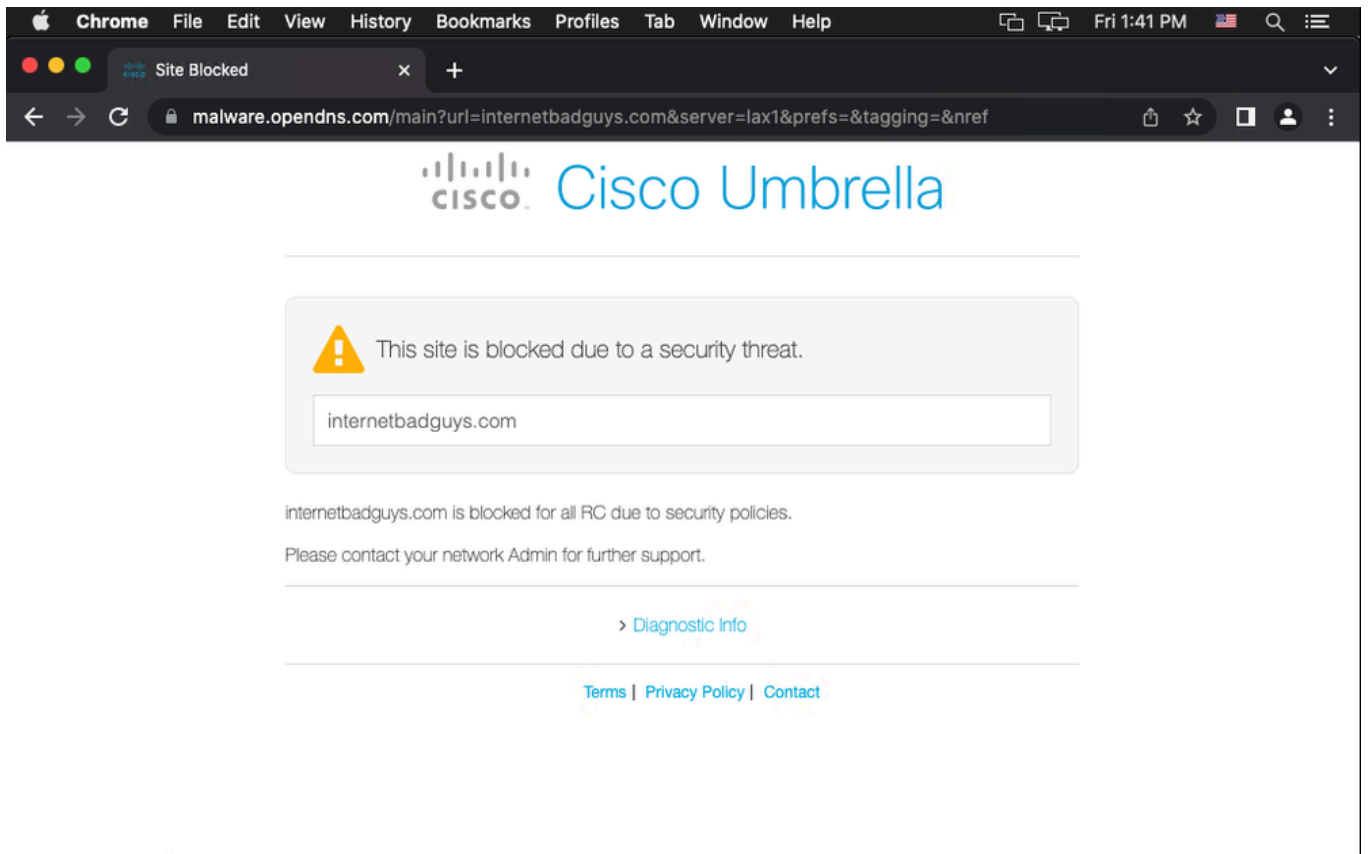 Chrome File Edit View History Bookmarks Profiles Tab Window Help Fri 1:41 PM
cisco Site Blocked
malware.opendns.com/main?url=internetbadguys.com&server=lax1&prefs=&tagging=&nref
cisco. Cisco Umbrella
This site is blocked due to a security threat.
internetbadguys.com
internetbadguys.com is blocked for all RC due to security policies.
Please contact your network Admin for further support.
> Diagnostic Info
Terms | Privacy Policy | Contact